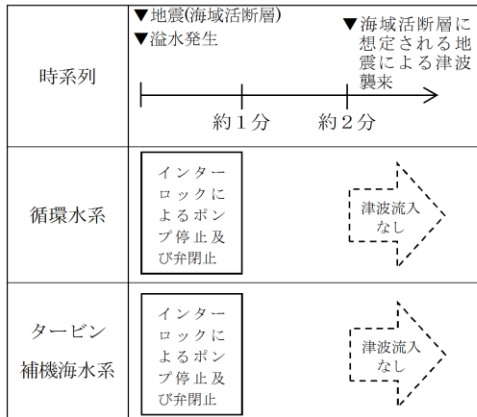 時系列
▼地震(海域活断層)
▼溢水発生
▼海域活断層に
想定される地
震による津波
襲来
約1分
約2分
循環水系
インター
ロックに
よるポン
プ停止及
び弁閉止
津波流入
なし
タービン
補機海水系
インター
ロックに
よるポン
プ停止及
び弁閉止
津波流入
なし